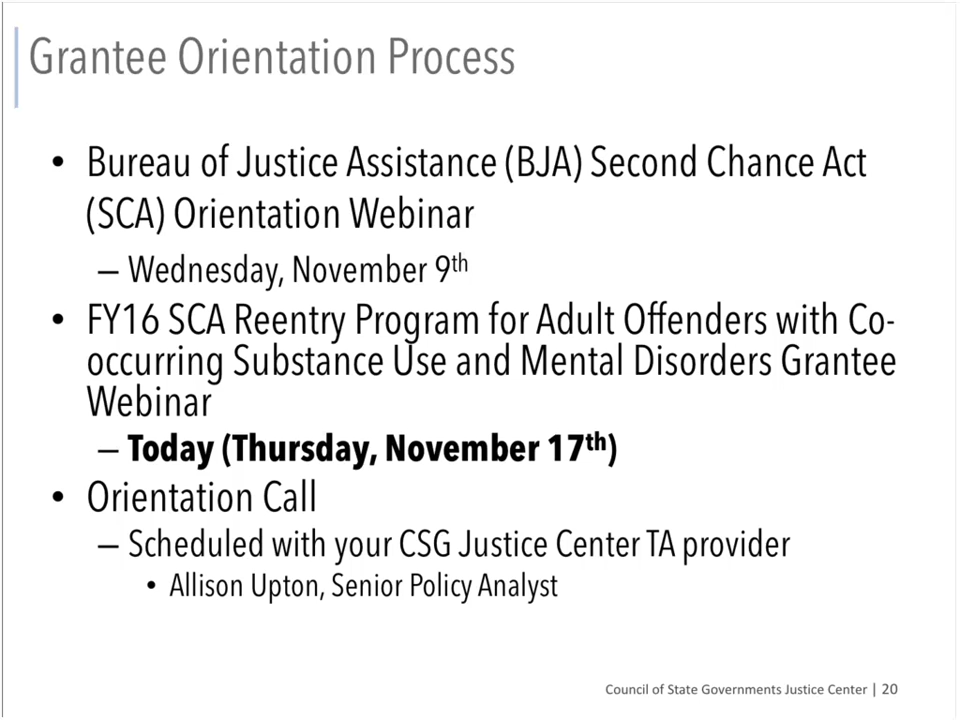 Grantee Orientation Process
• Bureau of Justice Assistance (BJA) Second Chance Act
(SCA) Orientation Webinar
– Wednesday, November 9th
• FY16 SCA Reentry Program for Adult Offenders with Co-
occurring Substance Use and Mental Disorders Grantee
Webinar
– Today (Thursday, November 17th)
• Orientation Call
– Scheduled with your CSG Justice Center TA provider
• Allison Upton, Senior Policy Analyst
Council of State Governments Justice Center | 20